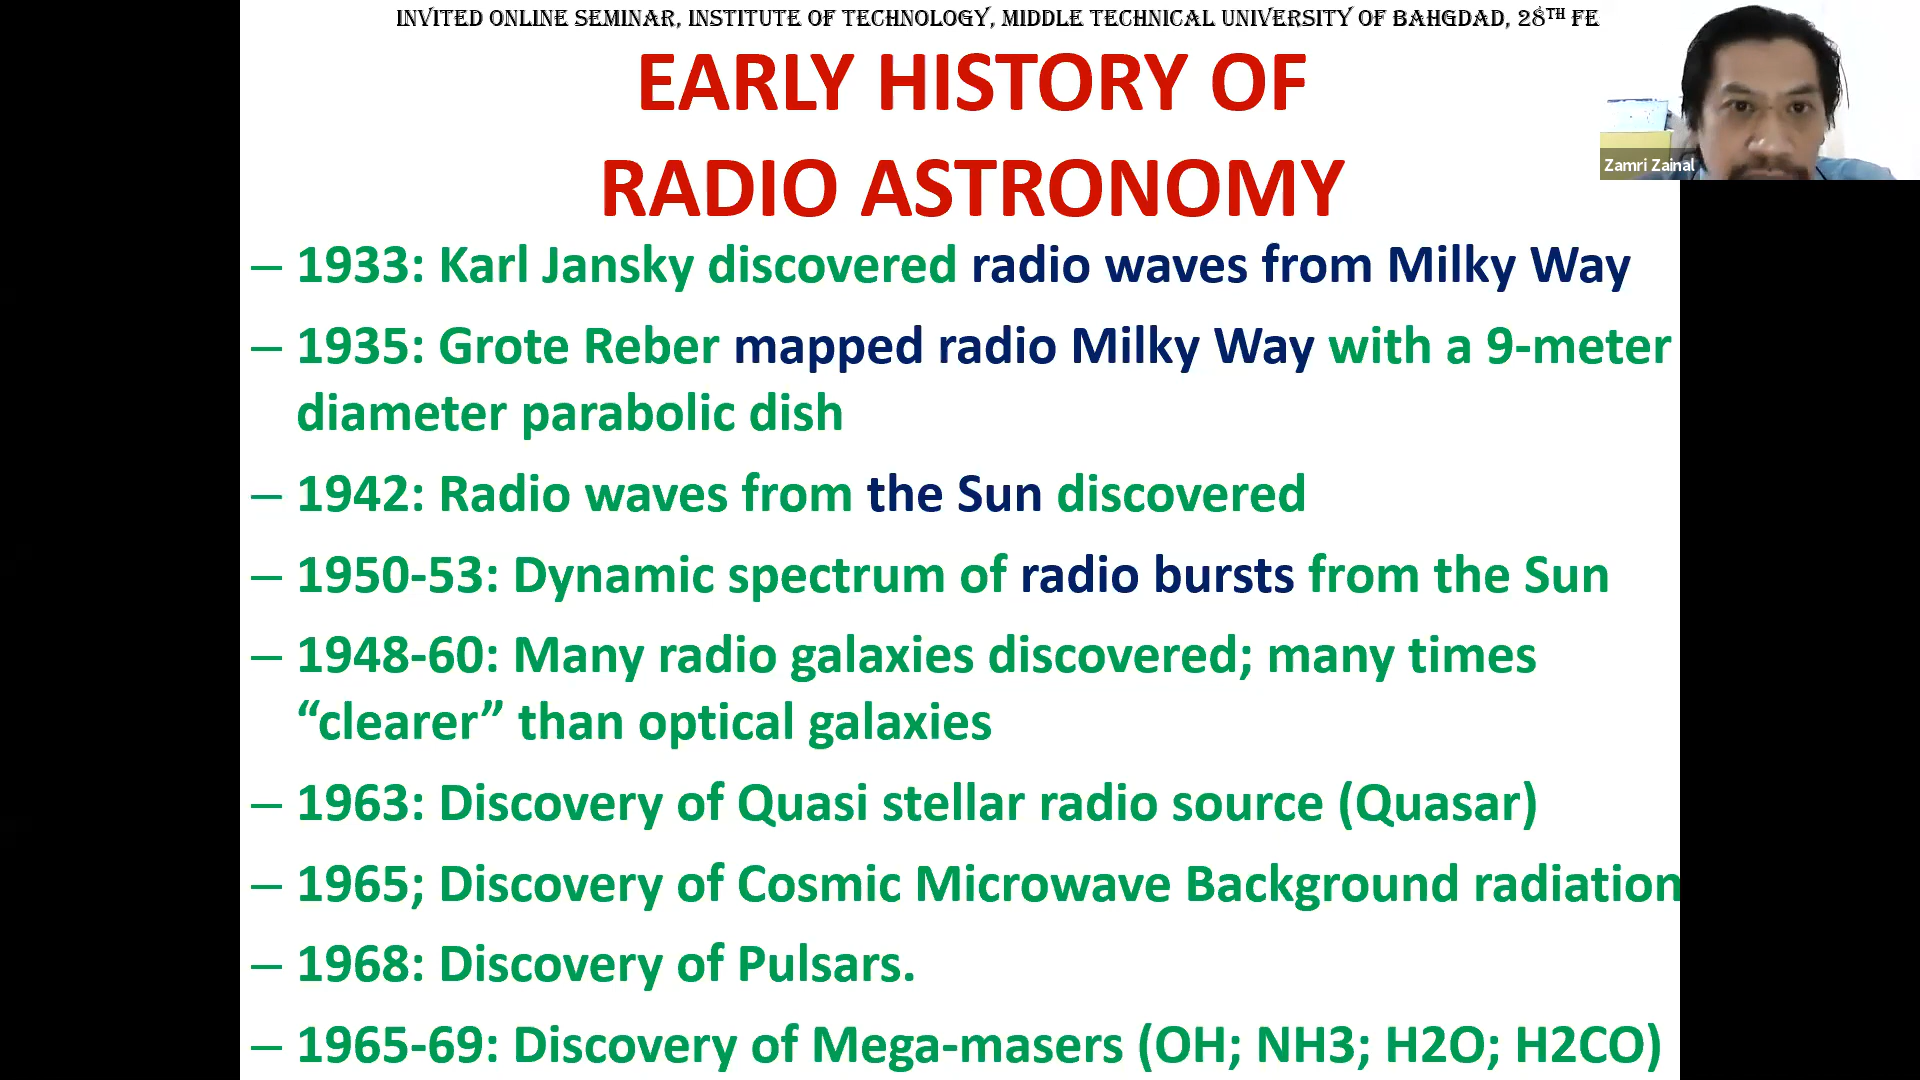 INVITED ONLINE SEMINAR, INSTITUTE OF TECHNOLOGY, MIDDLE TECHNICAL UNIVERSITY OF BAHGDAD, 28TH FE
EARLY HISTORY OF
RADIO ASTRONOMY
Zamri Zainal
– 1933: Karl Jansky discovered radio waves from Milky Way
– 1935: Grote Reber mapped radio Milky Way with a 9-meter
diameter parabolic dish
– 1942: Radio waves from the Sun discovered
– 1950-53: Dynamic spectrum of radio bursts from the Sun
– 1948-60: Many radio galaxies discovered; many times
“clearer” than optical galaxies
– 1963: Discovery of Quasi stellar radio source (Quasar)
– 1965; Discovery of Cosmic Microwave Background radiation
– 1968: Discovery of Pulsars.
– 1965-69: Discovery of Mega-masers (OH; NH3; H2O; H2CO)